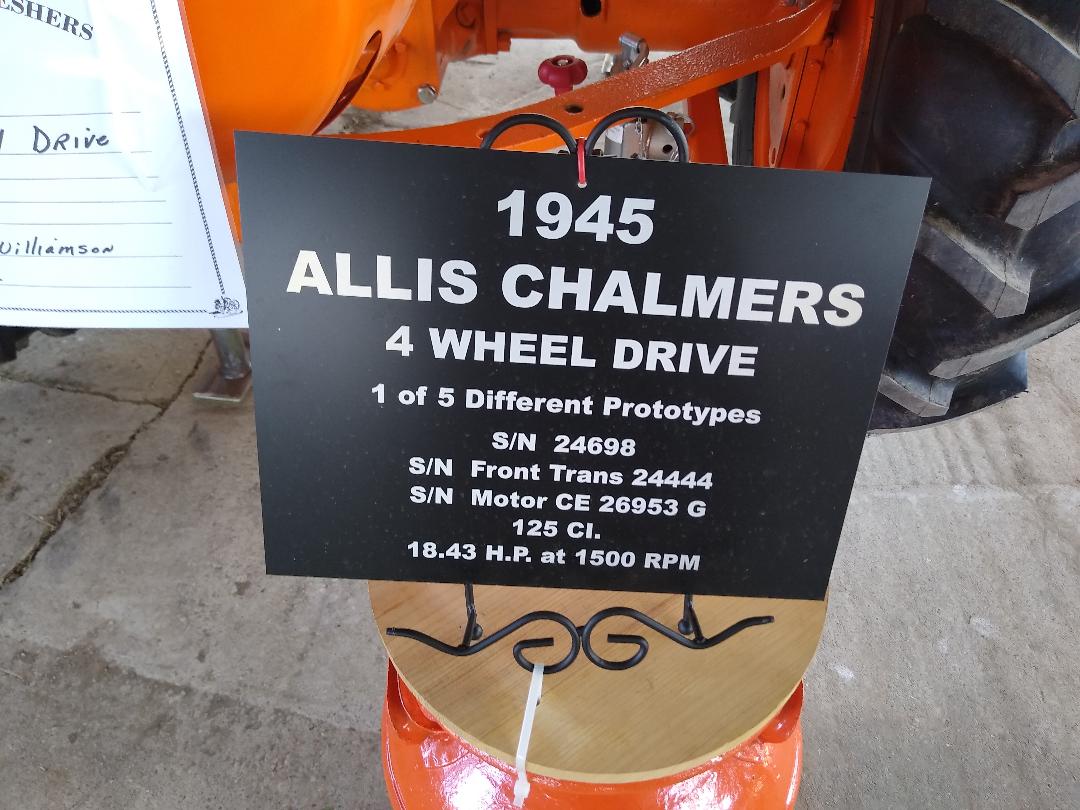 Drive
Williamson
1945
ALLIS CHALMERS
4 WHEEL DRIVE
1 of 5 Different Prototypes
S/N 24698
S/N Front Trans 24444
S/N Motor CE 26953 G
125 CI.
18.43 H.P. at 1500 RPM